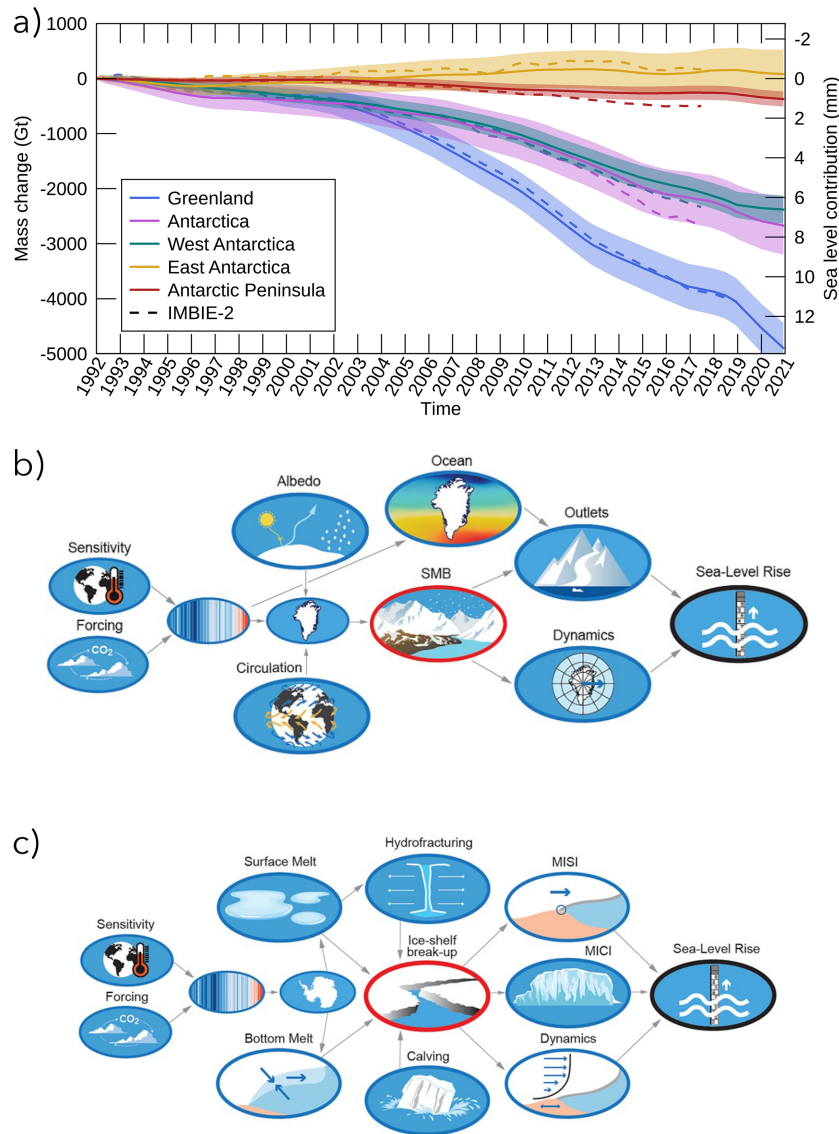 a)
1000
0
-1000
-2000
-3000
-4000
-5000
Mass change (Gt)
-2
0
2
4
6
8
10
12
Sea level contribution (mm)
Greenland
Antarctica
West Antarctica
East Antarctica
Antarctic Peninsula
IMBIE-2
1992
1993
1994
1995
1996
1997
1998
1999
2000
2001
2002
2003
2004
2005
2006
2007
2008
2009
2010
2011
2012
2013
2014
2015
2016
2017
2018
2019
2020
2021
Time
b)
Ocean
Albedo
Outlets
Sensitivity
SMB
Sea-Level Rise
Forcing
CO2
Dynamics
Circulation
c)
Hydrofracturing
Surface Melt
MISI
Sensitivity
Ice-shelf
break-up
MICI
Sea-Level Rise
Forcing
CO2
Bottom Melt
Calving
Dynamics